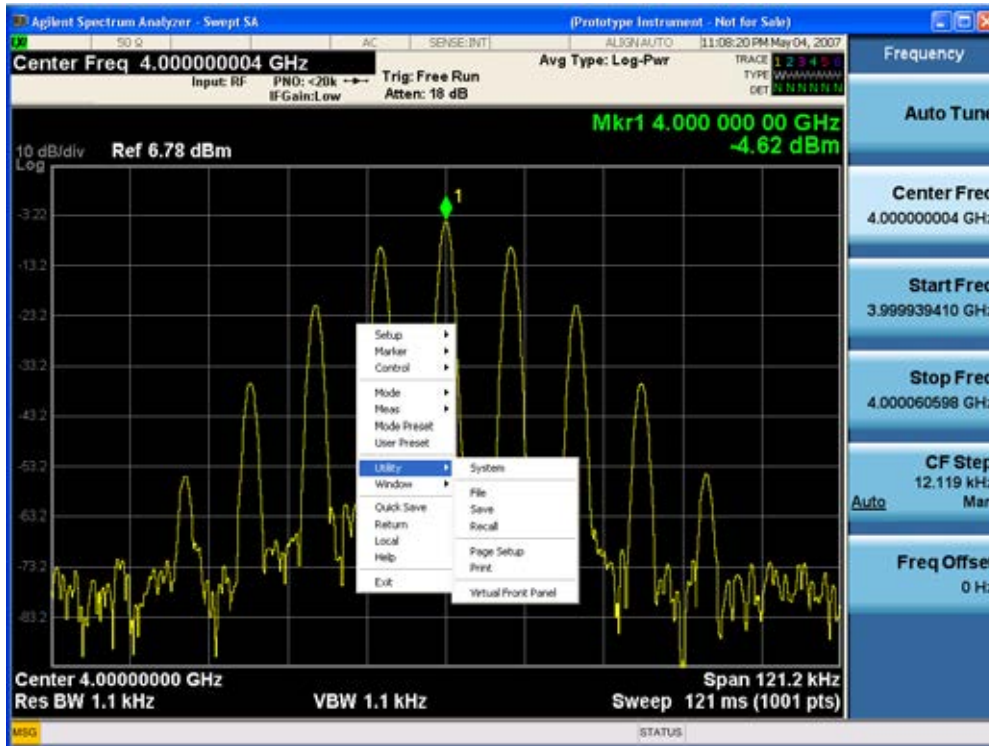 Agilent Spectrum Analyzer - Swept SA (Prototype Instrument - Not for Sale)
50 Ω AC SENSE:INT ALIGN AUTO 11:08:20 PM May 04, 2007
Center Freq 4.000000004 GHz
Input: RF PNO: <20k Trig: Free Run
IFGain:Low Atten: 18 dB
Avg Type: Log-Pwr
TRACE 1 2 3 4 5 6
TYPE
DET N N N N N N
Mkr1 4.000 000 00 GHz
-4.62 dBm
10 dB/div Ref 6.78 dBm
Log
1
-3.22
-13.2
-23.2
-33.2
-43.2
-53.2
-63.2
-73.2
-83.2
Setup
Marker
Control
Mode
Meas
Mode Preset
User Preset
Utility
Window
Quick Save
Return
Local
Help
Exit
System
File
Save
Recall
Page Setup
Print
Virtual Front Panel
Center 4.00000000 GHz Span 121.2 kHz
Res BW 1.1 kHz VBW 1.1 kHz Sweep 121 ms (1001 pts)
MSG STATUS
Frequency
Auto Tune
Center Freq
4.000000004 GHz
Start Freq
3.999939410 GHz
Stop Freq
4.000060598 GHz
CF Step
12.119 kHz
Auto Man
Freq Offset
0 Hz